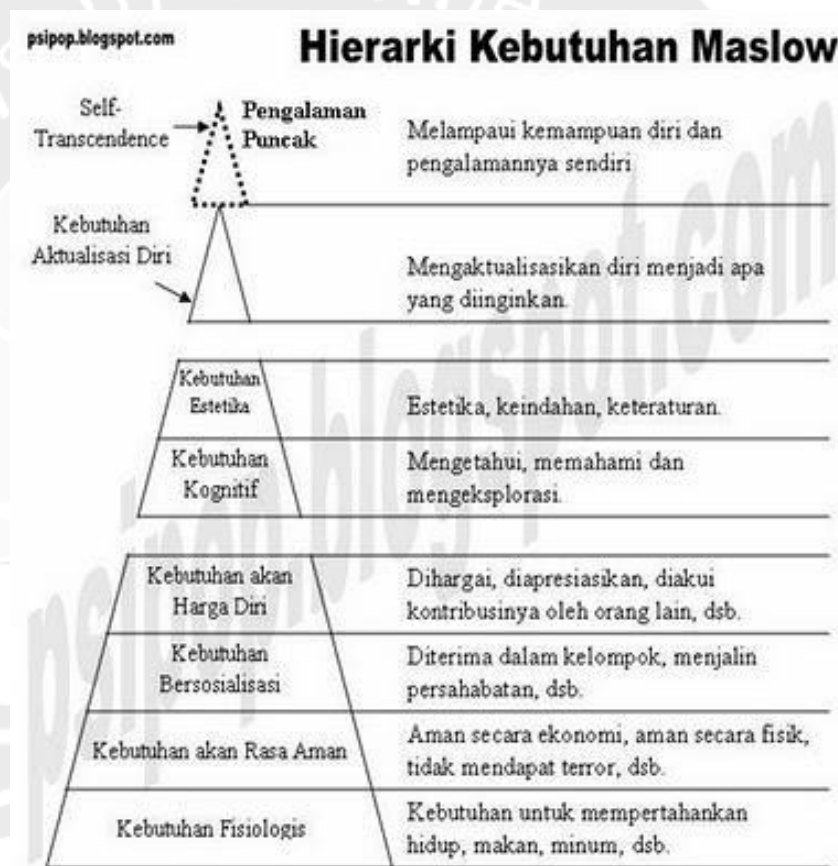 psipop.blogspot.com
Hierarki Kebutuhan Maslow
Self-
Transcendence
Pengalaman
Puncak
Melampaui kemampuan diri dan
pengalamannya sendiri
Kebutuhan
Aktualisasi Diri
Mengaktualisasikan diri menjadi apa
yang diinginkan.
Kebutuhan
Estetika
Estetika, keindahan, keteraturan.
Kebutuhan
Kognitif
Mengetahui, memahami dan
mengeksplorasi.
Kebutuhan akan
Harga Diri
Dihargai, diapresiasikan, diakui
kontribusinya oleh orang lain, dsb.
Kebutuhan
Bersosialisasi
Diterima dalam kelompok, menjalin
persahabatan, dsb.
Kebutuhan akan Rasa Aman
Aman secara ekonomi, aman secara fisik,
tidak mendapat terror, dsb.
Kebutuhan Fisiologis
Kebutuhan untuk mempertahankan
hidup, makan, minum, dsb.
psipop.blogspot.com